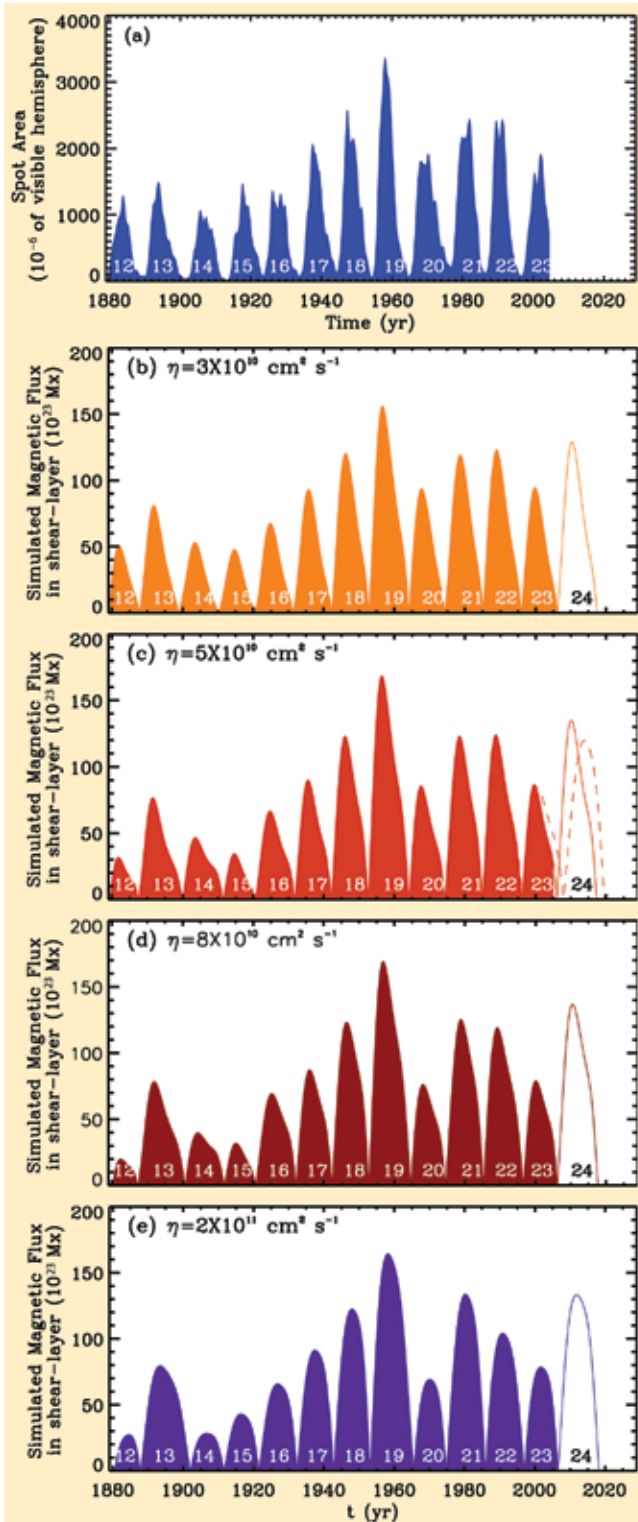 (a)
Spot Area
(10⁻⁶ of visible hemisphere)
4000
3000
2000
1000
0
12 13 14 15 16 17 18 19 20 21 22 23
1880 1900 1920 1940 1960 1980 2000 2020
Time (yr)
(b) η=3X10¹⁰ cm² s⁻¹
Simulated Magnetic Flux
in shear-layer (10²³ Mx)
200
150
100
50
0
12 13 14 15 16 17 18 19 20 21 22 23 24
(c) η=5X10¹⁰ cm² s⁻¹
Simulated Magnetic Flux
in shear-layer (10²³ Mx)
200
150
100
50
0
12 13 14 15 16 17 18 19 20 21 22 23 24
(d) η=8X10¹⁰ cm² s⁻¹
Simulated Magnetic Flux
in shear-layer (10²³ Mx)
200
150
100
50
0
12 13 14 15 16 17 18 19 20 21 22 23 24
(e) η=2X10¹¹ cm² s⁻¹
Simulated Magnetic Flux
in shear-layer (10²³ Mx)
200
150
100
50
0
12 13 14 15 16 17 18 19 20 21 22 23 24
1880 1900 1920 1940 1960 1980 2000 2020
t (yr)